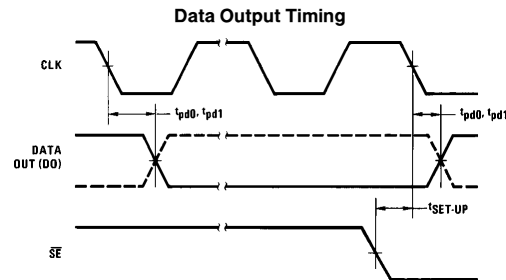 Data Output Timing
CLK
tpd0, tpd1
tpd0, tpd1
DATA
OUT (DO)
tSET-UP
SE